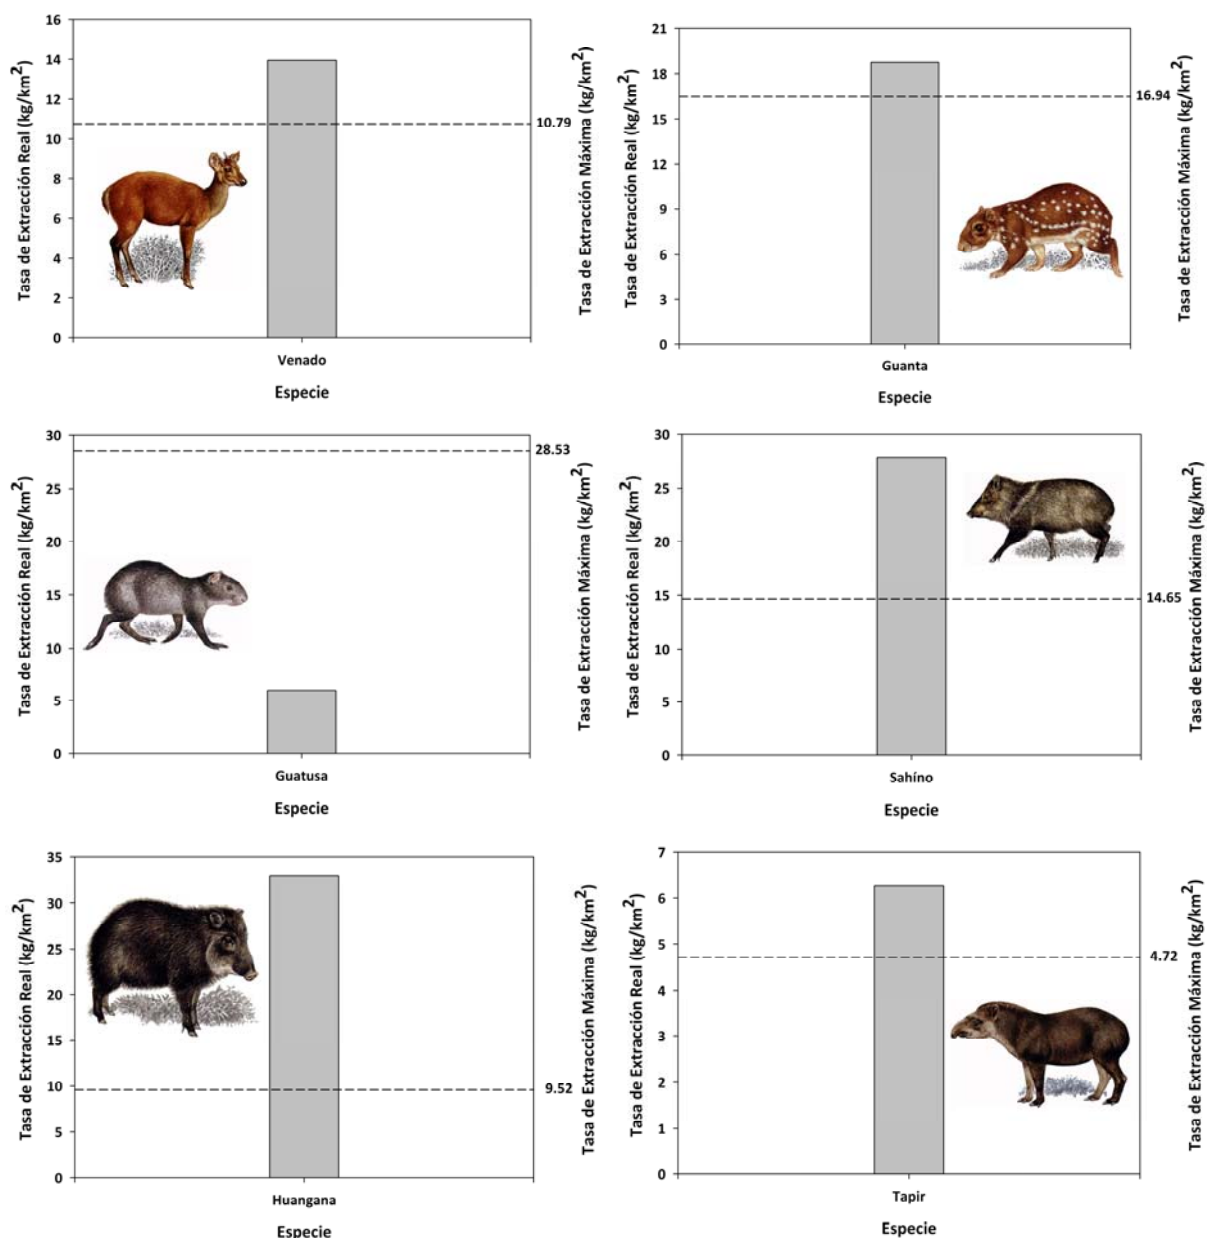 Tasa de Extracción Real (kg/km²)
16
14
12
10
8
6
4
2
0
10.79
Tasa de Extracción Máxima (kg/km²)
Venado
Especie
Tasa de Extracción Real (kg/km²)
21
18
15
12
9
6
3
0
16.94
Tasa de Extracción Máxima (kg/km²)
Guanta
Especie
Tasa de Extracción Real (kg/km²)
30
25
20
15
10
5
0
28.53
Tasa de Extracción Máxima (kg/km²)
Guatusa
Especie
Tasa de Extracción Real (kg/km²)
30
25
20
15
10
5
0
14.65
Tasa de Extracción Máxima (kg/km²)
Sahíno
Especie
Tasa de Extracción Real (kg/km²)
35
30
25
20
15
10
5
0
9.52
Tasa de Extracción Máxima (kg/km²)
Huangana
Especie
Tasa de Extracción Real (kg/km²)
7
6
5
4
3
2
1
0
4.72
Tasa de Extracción Máxima (kg/km²)
Tapir
Especie